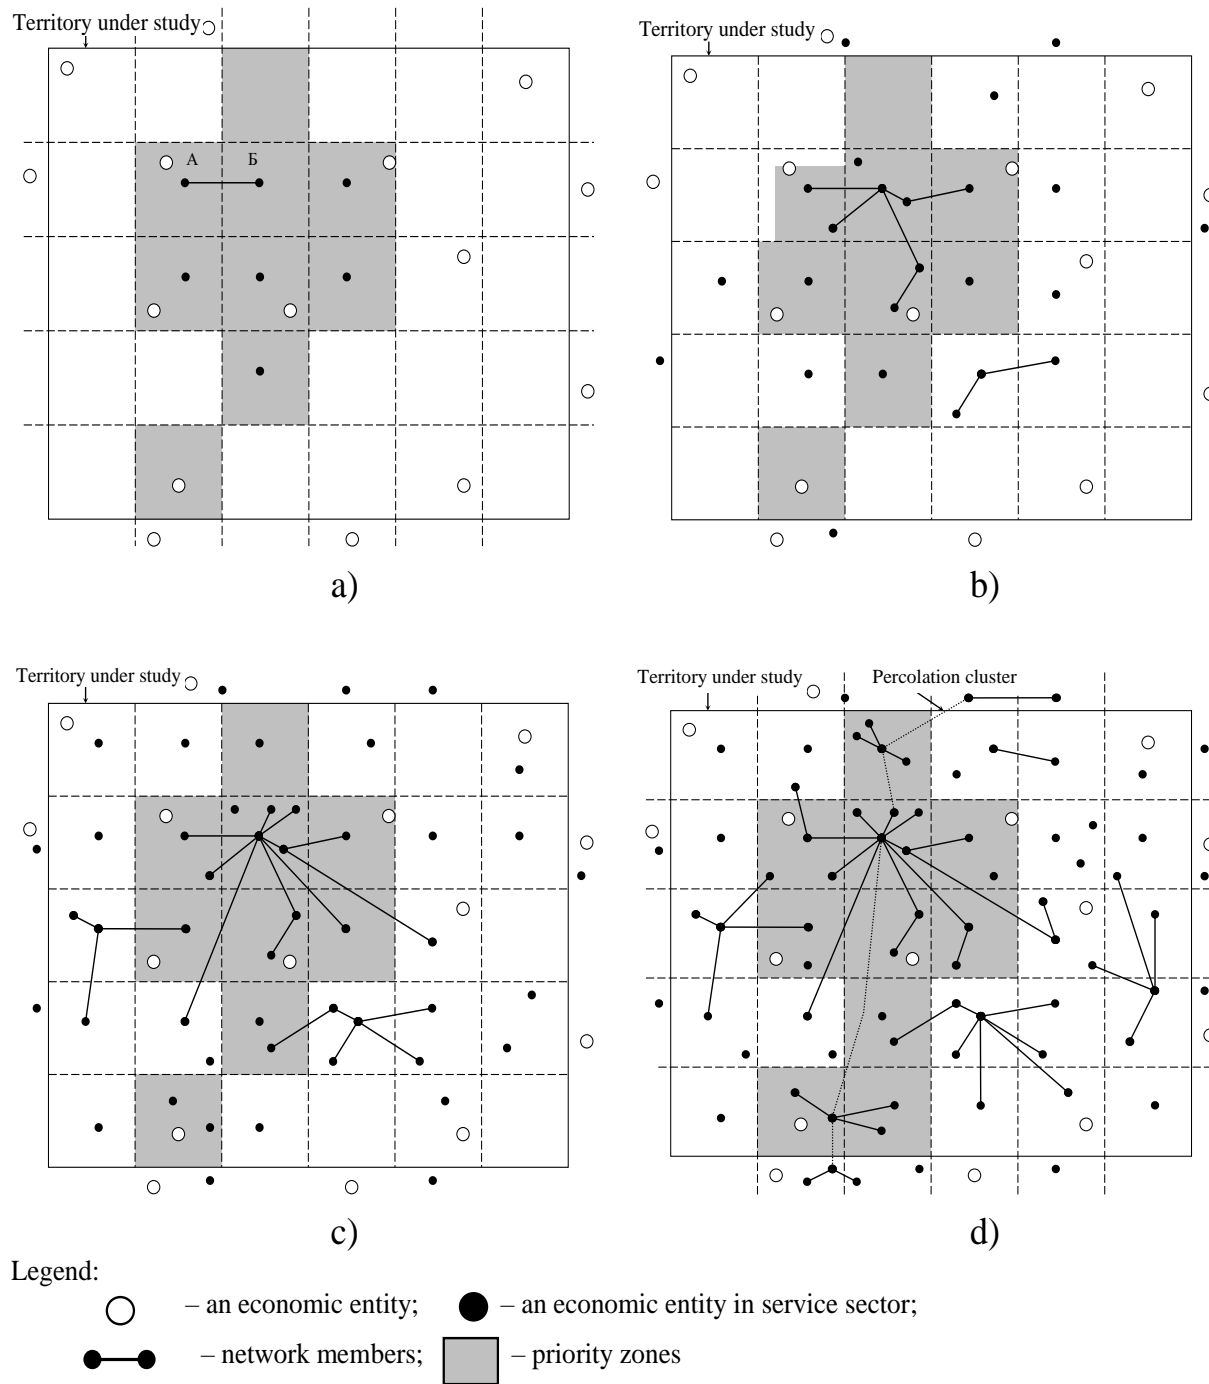 Territory under study
Territory under study
А Б
a)
b)
Territory under study
Territory under study
Percolation cluster
c)
d)
Legend:
– an economic entity;
– an economic entity in service sector;
– network members;
– priority zones